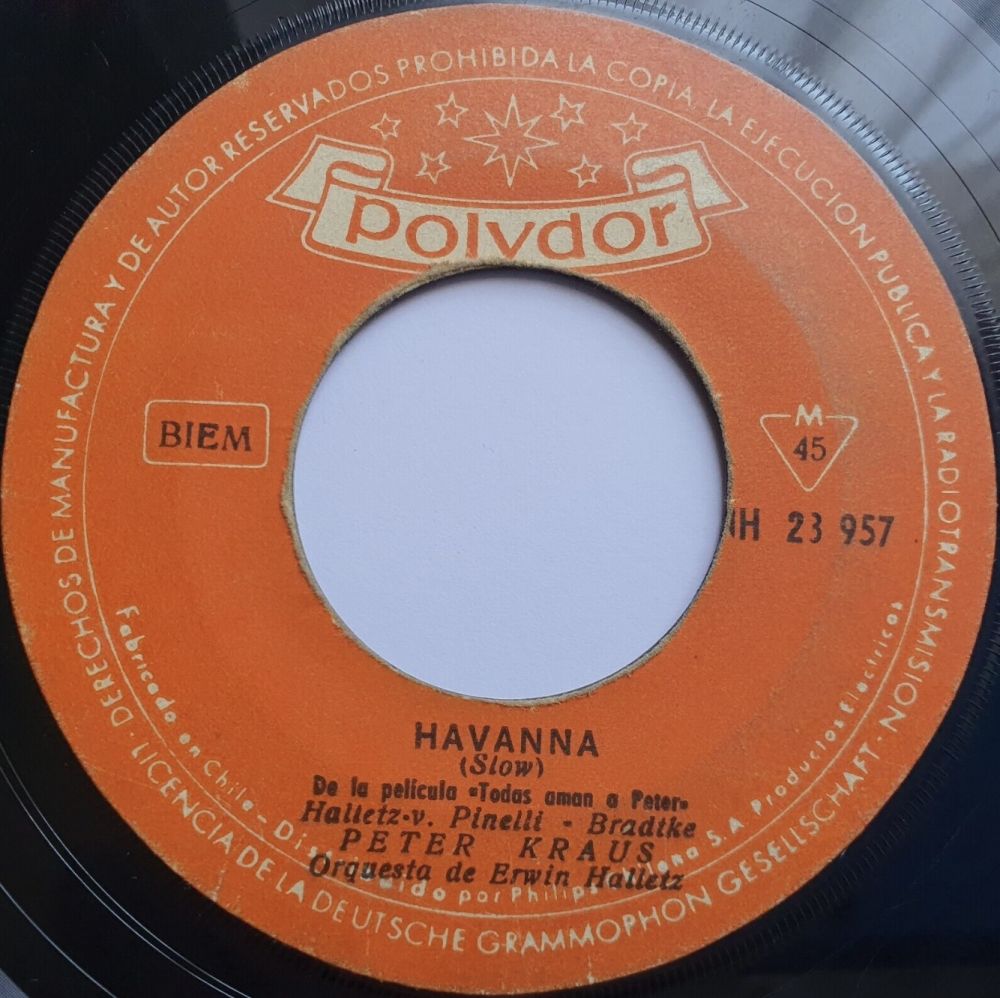 DERECHOS DE MANUFACTURA Y DE AUTOR RESERVADOS PROHIBIDA LA COPIA, LA EJECUCION PUBLICA Y LA RADIOTRANSMISION ·
LICENCIA DE LA DEUTSCHE GRAMMOPHON GESELLSCHAFT ·
polydor
BIEM
M
45
NH 23 957
HAVANNA
(Slow)
De la película «Todas aman a Peter»
Halletz-v. Pinelli - Bradtke
PETER KRAUS
Orquesta de Erwin Halletz
Fabricado en Chile - Distribuido por Philips Chilena S.A. Productos Electricos